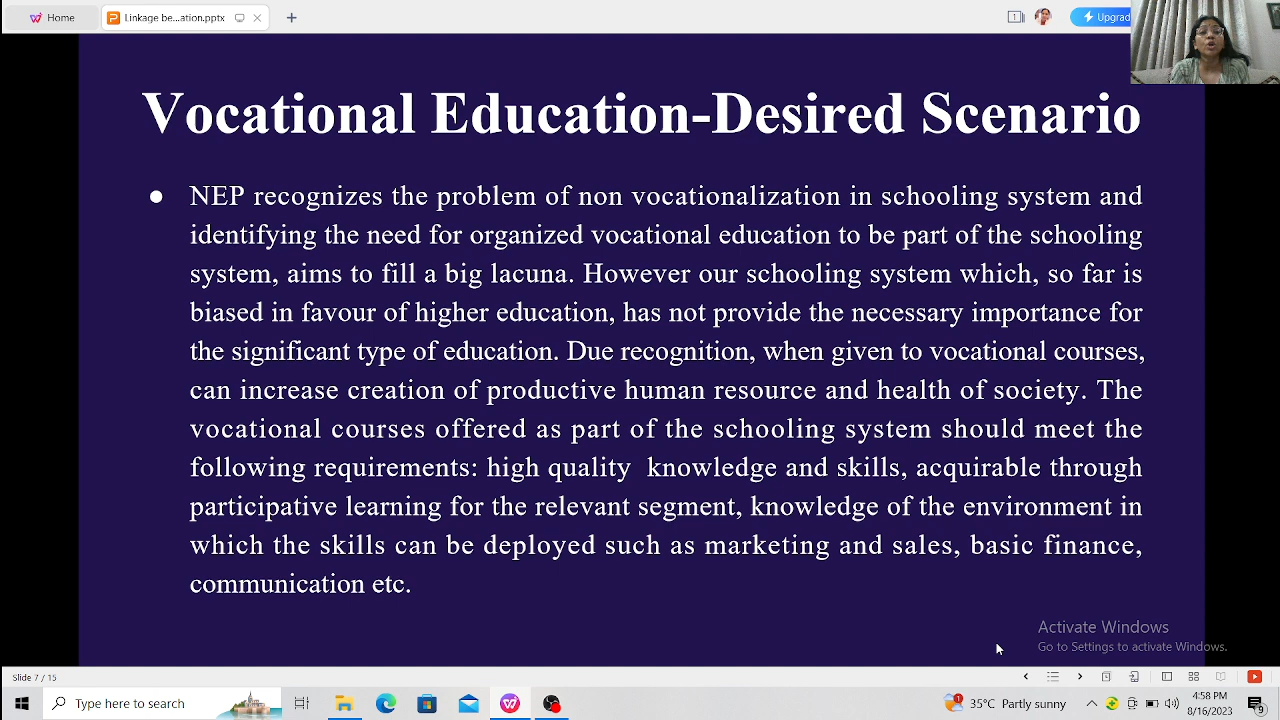 Home
Linkage be...ation.pptx
1
Upgrad
Vocational Education-Desired Scenario
● NEP recognizes the problem of non vocationalization in schooling system and
identifying the need for organized vocational education to be part of the schooling
system, aims to fill a big lacuna. However our schooling system which, so far is
biased in favour of higher education, has not provide the necessary importance for
the significant type of education. Due recognition, when given to vocational courses,
can increase creation of productive human resource and health of society. The
vocational courses offered as part of the schooling system should meet the
following requirements: high quality knowledge and skills, acquirable through
participative learning for the relevant segment, knowledge of the environment in
which the skills can be deployed such as marketing and sales, basic finance,
communication etc.
Activate Windows
Go to Settings to activate Windows.
Slide 7 / 15
Type here to search
1
35°C Partly sunny
4:58 PM
8/16/2023
9